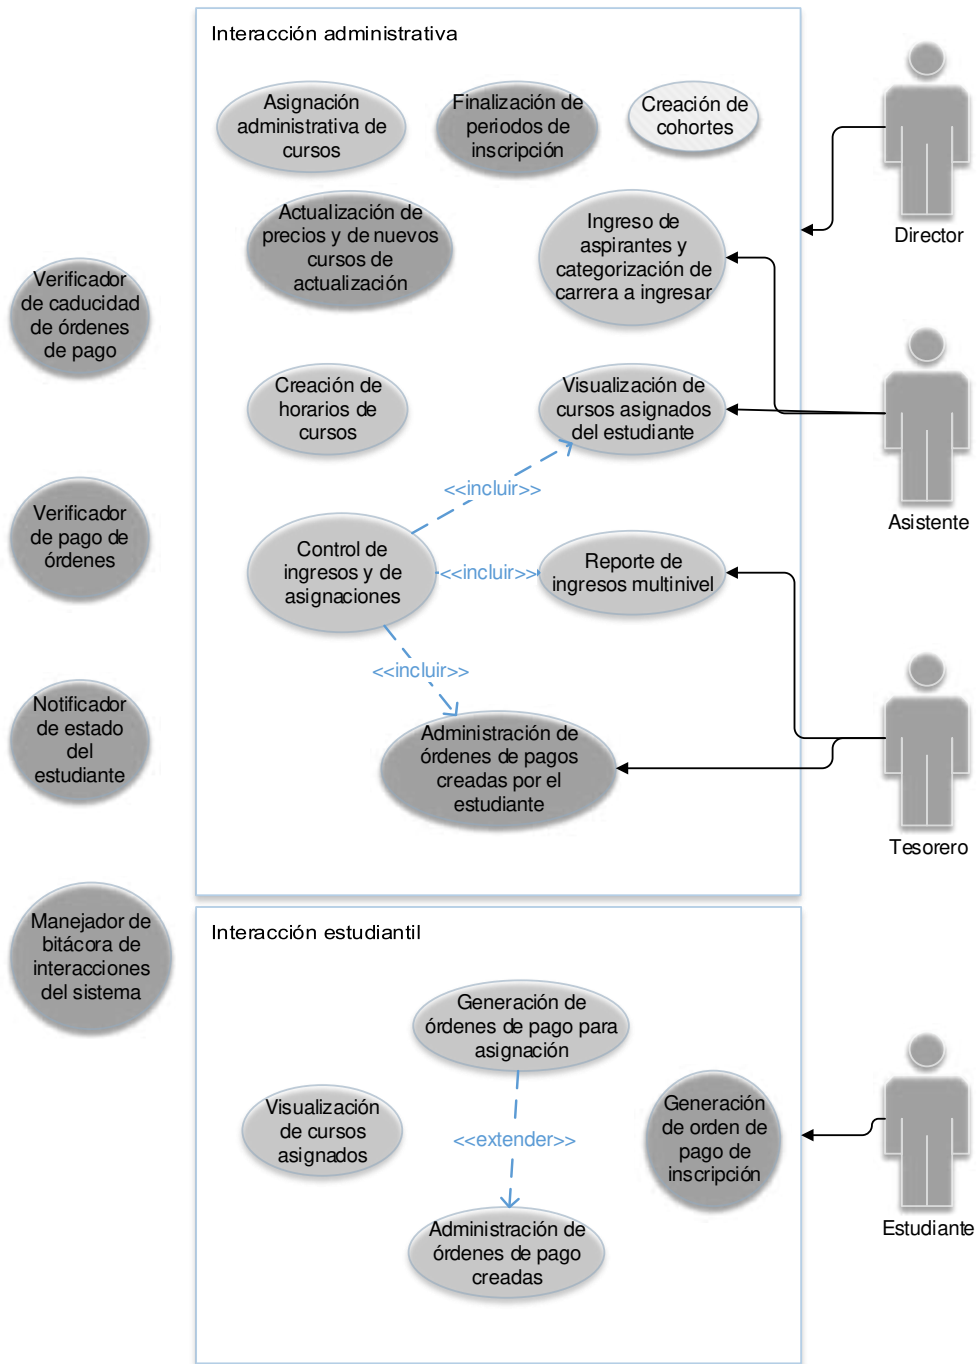 Interacción administrativa
Asignación
administrativa de
cursos
Finalización de
periodos de
inscripción
Creación de
cohortes
Actualización de
precios y de nuevos
cursos de
actualización
Ingreso de
aspirantes y
categorización de
carrera a ingresar
Director
Verificador
de caducidad
de órdenes
de pago
Creación de
horarios de
cursos
Visualización de
cursos asignados
del estudiante
Asistente
<<incluir>>
Verificador
de pago de
órdenes
Control de
ingresos y de
asignaciones
<<incluir>>
Reporte de
ingresos multinivel
<<incluir>>
Notificador
de estado
del
estudiante
Administración de
órdenes de pagos
creadas por el
estudiante
Tesorero
Manejador de
bitácora de
interacciones
del sistema
Interacción estudiantil
Generación de
órdenes de pago para
asignación
Visualización
de cursos
asignados
<<extender>>
Generación
de orden de
pago de
inscripción
Administración de
órdenes de pago
creadas
Estudiante